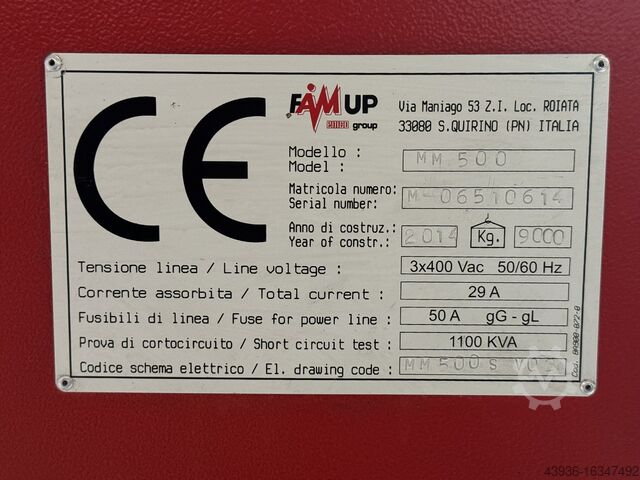 CE
FAMUP
emco group
Via Maniago 53 Z.I. Loc. ROIATA
33080 S.QUIRINO (PN) ITALIA
Modello :
Model :
MM 500
Matricola numero:
Serial number:
M-06510614
Anno di costruz.:
Year of constr.:
2014
Kg.
9000
Tensione linea / Line voltage :
3x400 Vac 50/60 Hz
Corrente assorbita / Total current :
29 A
Fusibili di linea / Fuse for power line :
50 A gG - gL
Prova di cortocircuito / Short circuit test :
1100 KVA
Codice schema elettrico / El. drawing code :
MM500S
43936-16347492